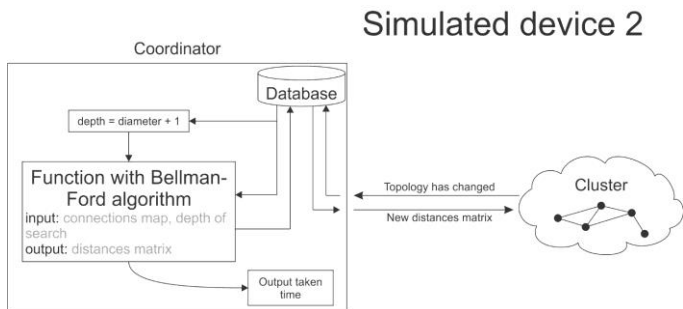 Simulated device 2
Coordinator
Database
depth = diameter + 1
Function with Bellman-
Ford algorithm
input: connections map, depth of
search
output: distances matrix
Output taken
time
Topology has changed
New distances matrix
Cluster